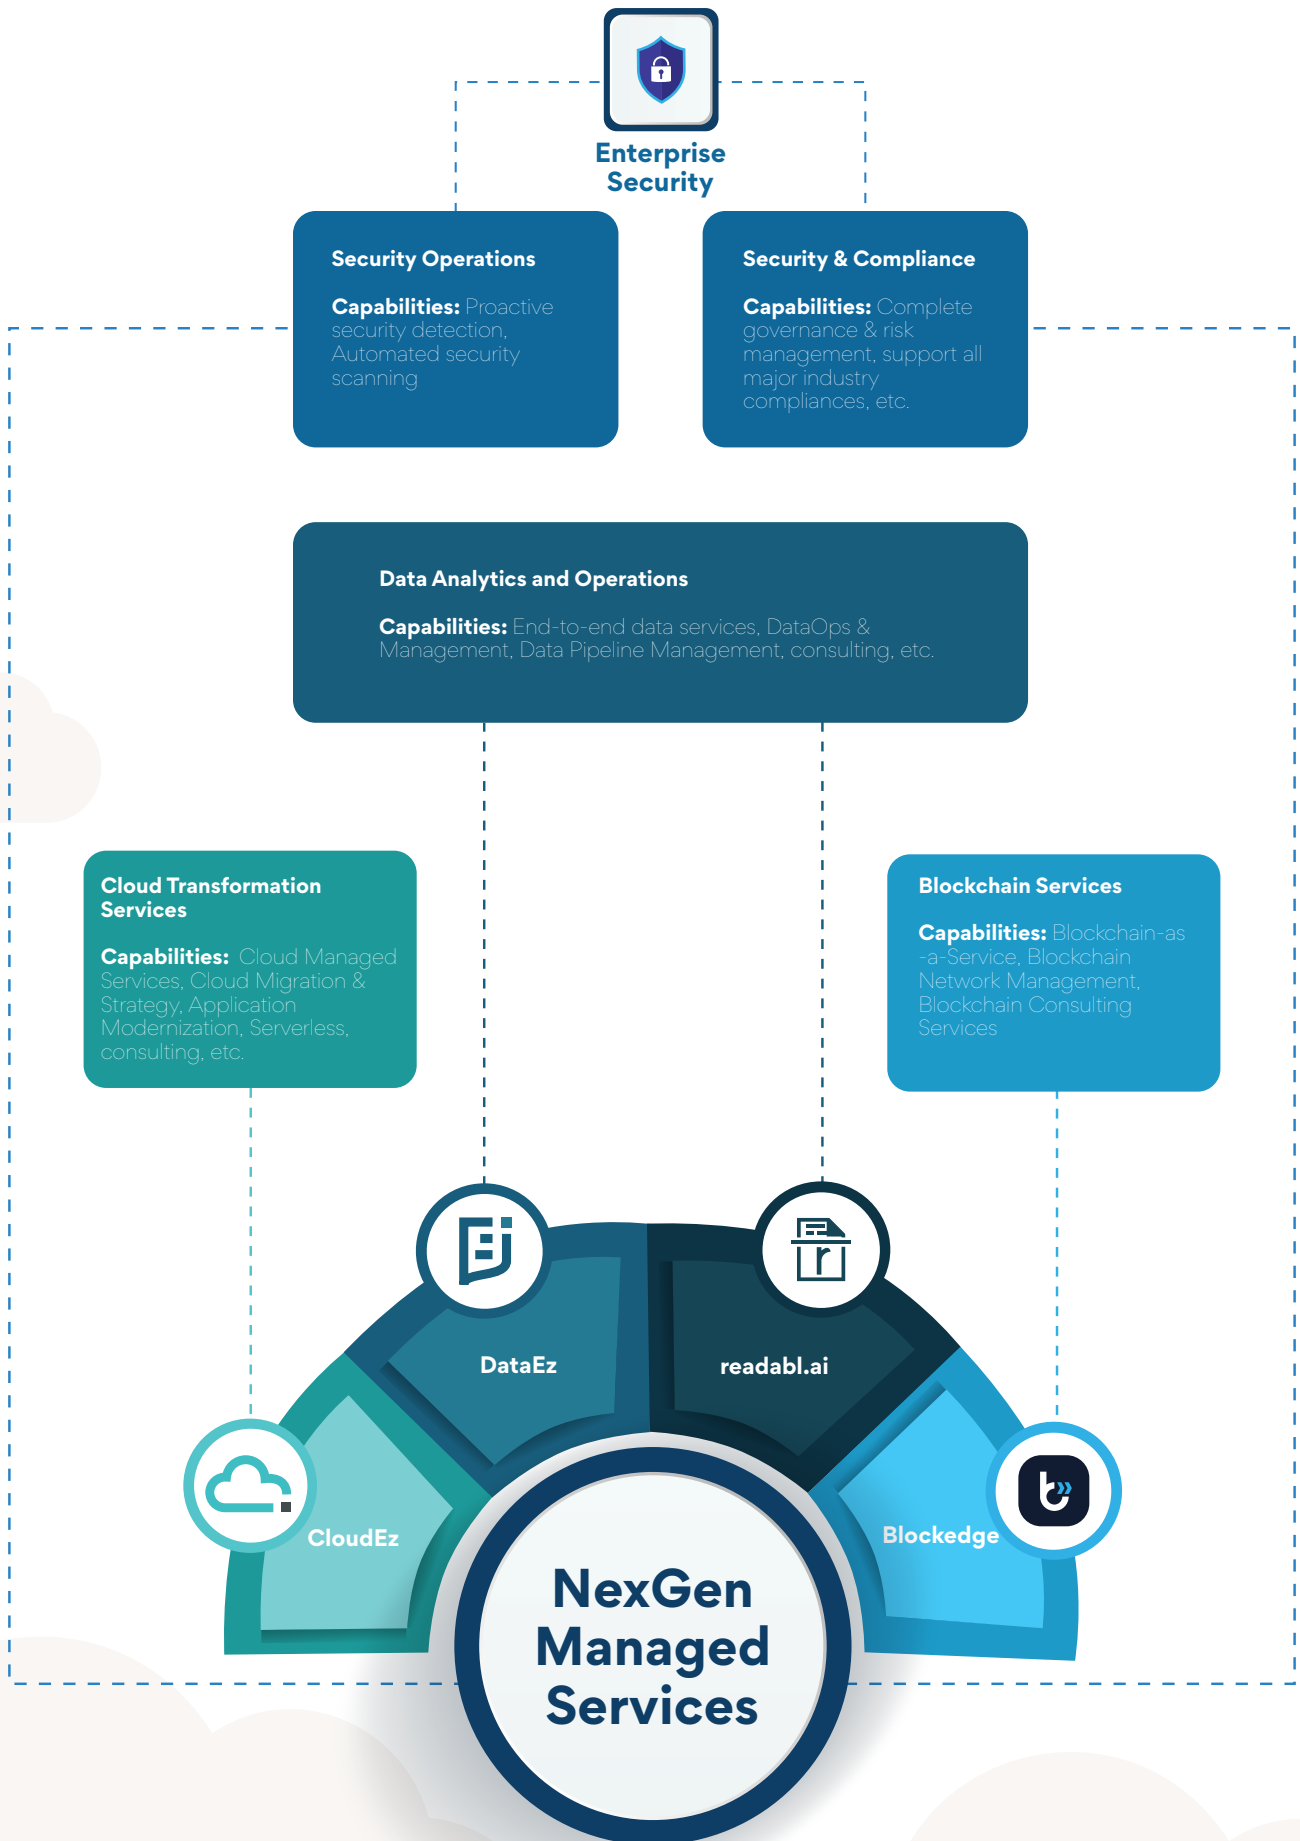 Enterprise
Security
Security Operations
Capabilities: Proactive
security detection,
Automated security
scanning
Security & Compliance
Capabilities: Complete
governance & risk
management, support all
major industry
compliances, etc.
Data Analytics and Operations
Capabilities: End-to-end data services, DataOps &
Management, Data Pipeline Management, consulting, etc.
Cloud Transformation
Services
Capabilities: Cloud Managed
Services, Cloud Migration &
Strategy, Application
Modernization, Serverless,
consulting, etc.
Blockchain Services
Capabilities: Blockchain-as
-a-Service, Blockchain
Network Management,
Blockchain Consulting
Services
DataEz
readabl.ai
CloudEz
Blockedge
NexGen
Managed
Services